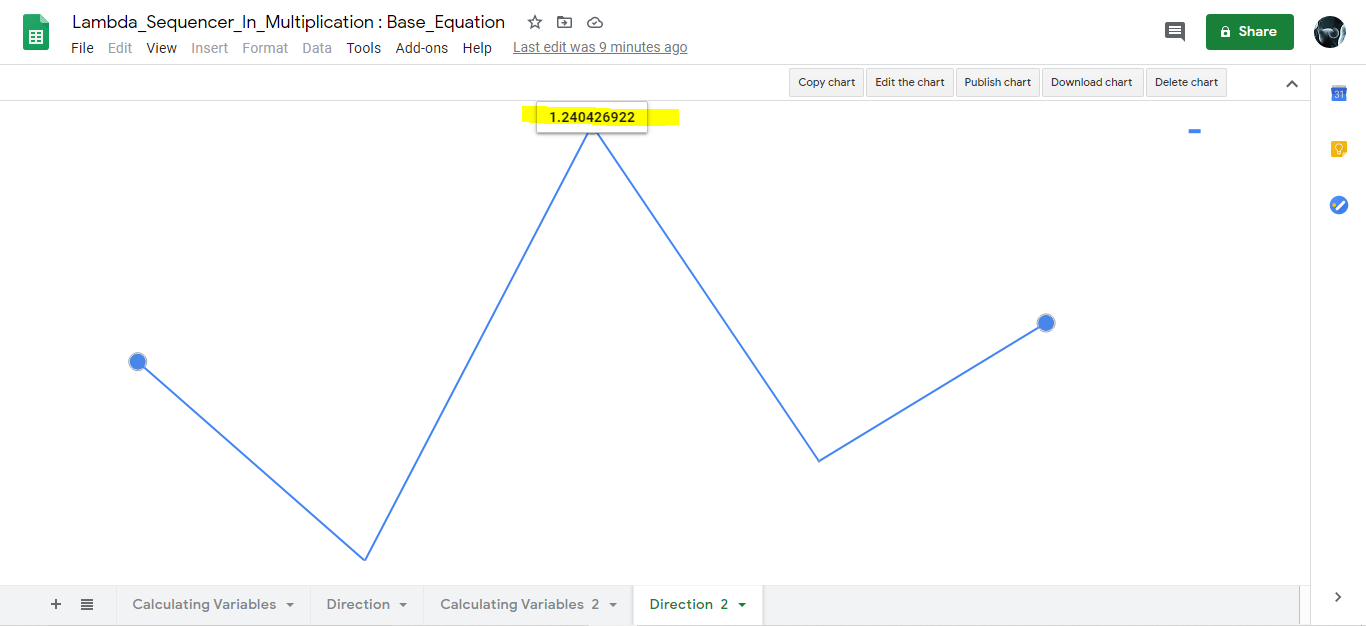 Lambda_Sequencer_In_Multiplication : Base_Equation
File Edit View Insert Format Data Tools Add-ons Help Last edit was 9 minutes ago
Share
Copy chart Edit the chart Publish chart Download chart Delete chart
31
1.240426922
Calculating Variables Direction Calculating Variables 2 Direction 2